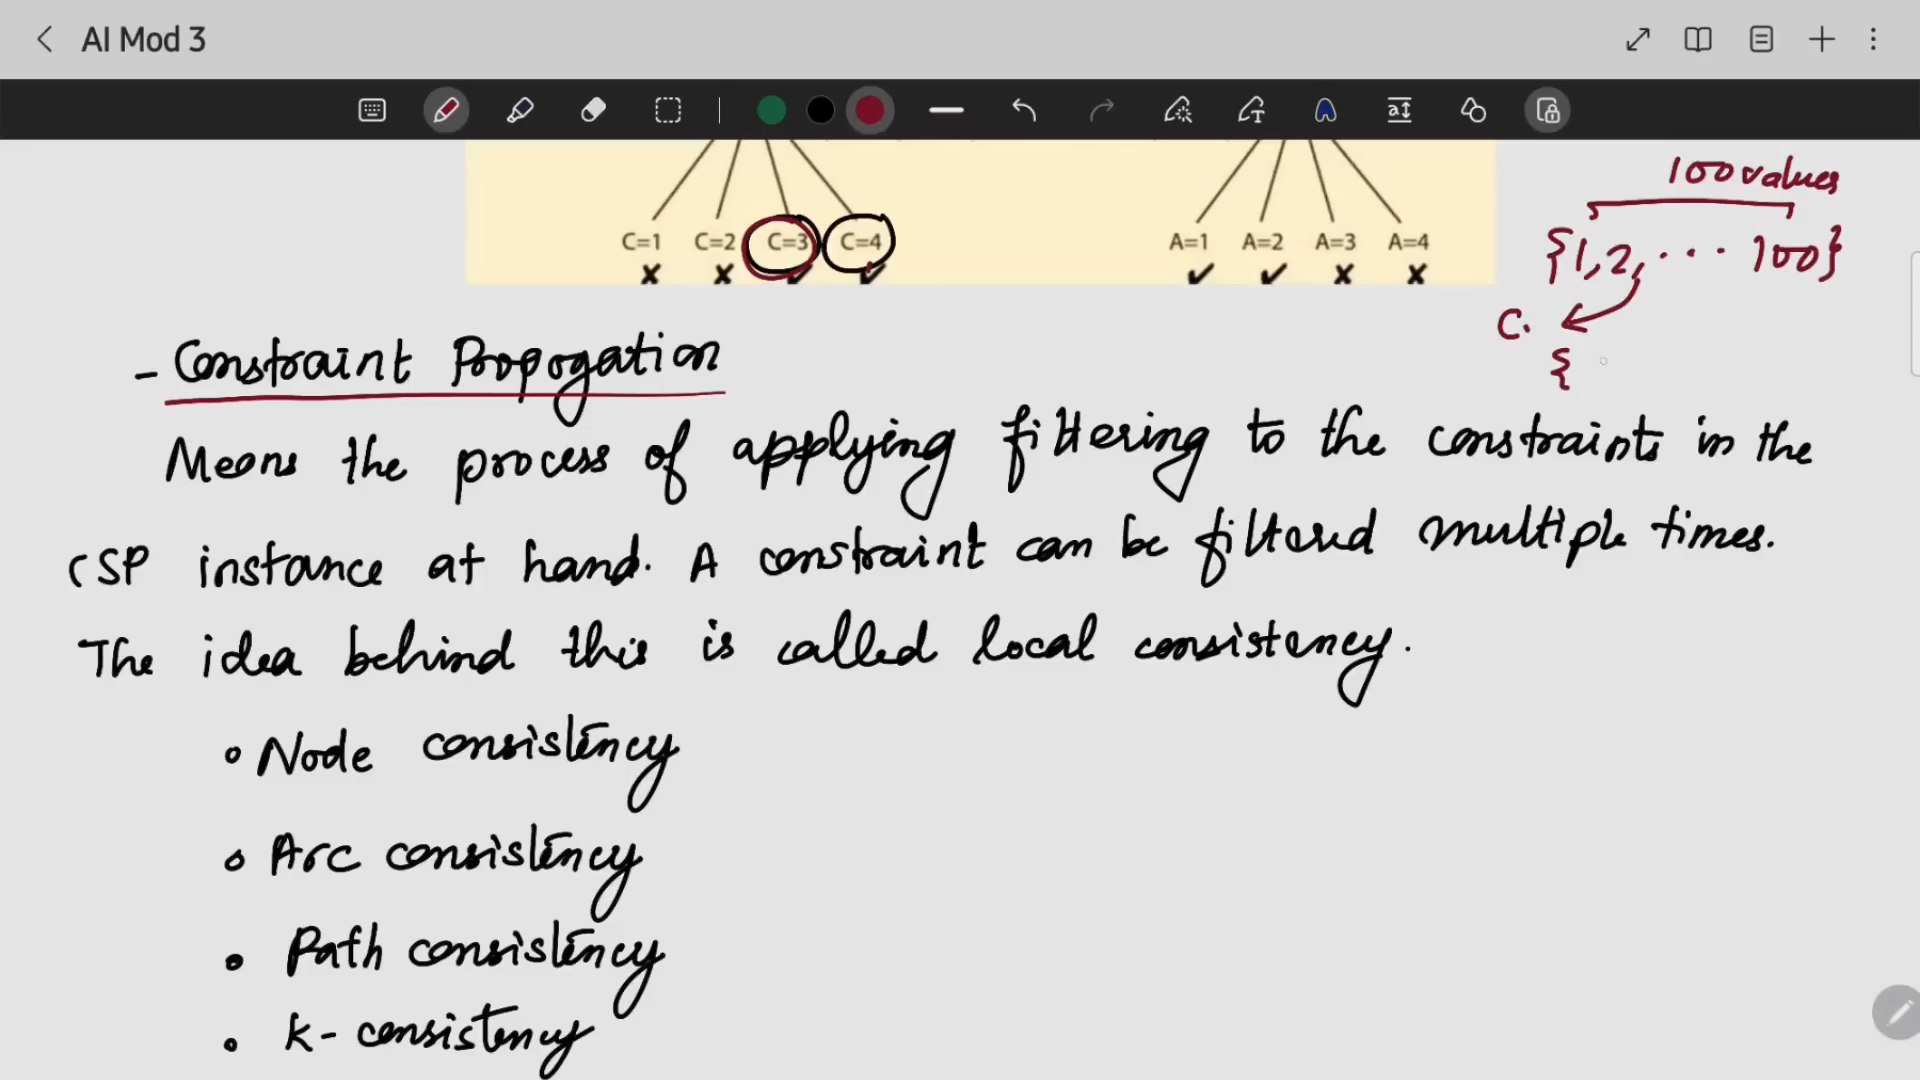 AI Mod 3
100 values
C=1 C=2 C=3 C=4 A=1 A=2 A=3 A=4
{1,2, ... 100}
C.
{
- Constraint Propogation
Means the process of applying filtering to the constraints in the
CSP instance at hand. A constraint can be filtered multiple times.
The idea behind this is called local consistency.
• Node consistency
• Arc consistency
• Path consistency
• K-consistency